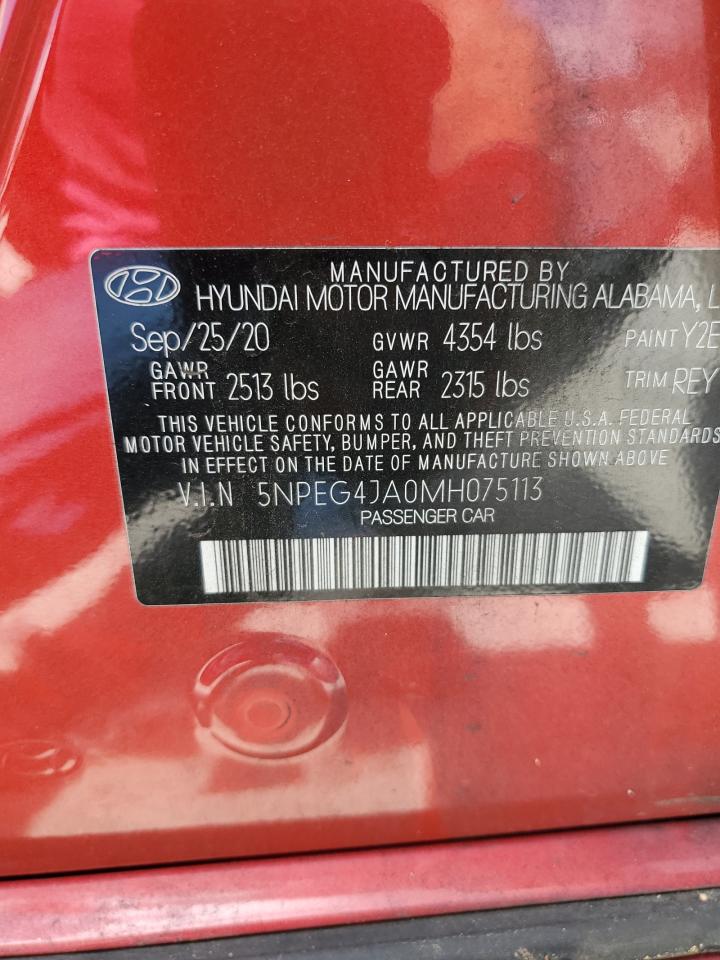 MANUFACTURED BY
HYUNDAI MOTOR MANUFACTURING ALABAMA, L
Sep/25/20 GVWR 4354 lbs PAINT Y2E
GAWR FRONT 2513 lbs GAWR REAR 2315 lbs TRIM REY
THIS VEHICLE CONFORMS TO ALL APPLICABLE U.S.A. FEDERAL
MOTOR VEHICLE SAFETY, BUMPER, AND THEFT PREVENTION STANDARDS
IN EFFECT ON THE DATE OF MANUFACTURE SHOWN ABOVE.
V.I.N 5NPEG4JA0MH075113
PASSENGER CAR